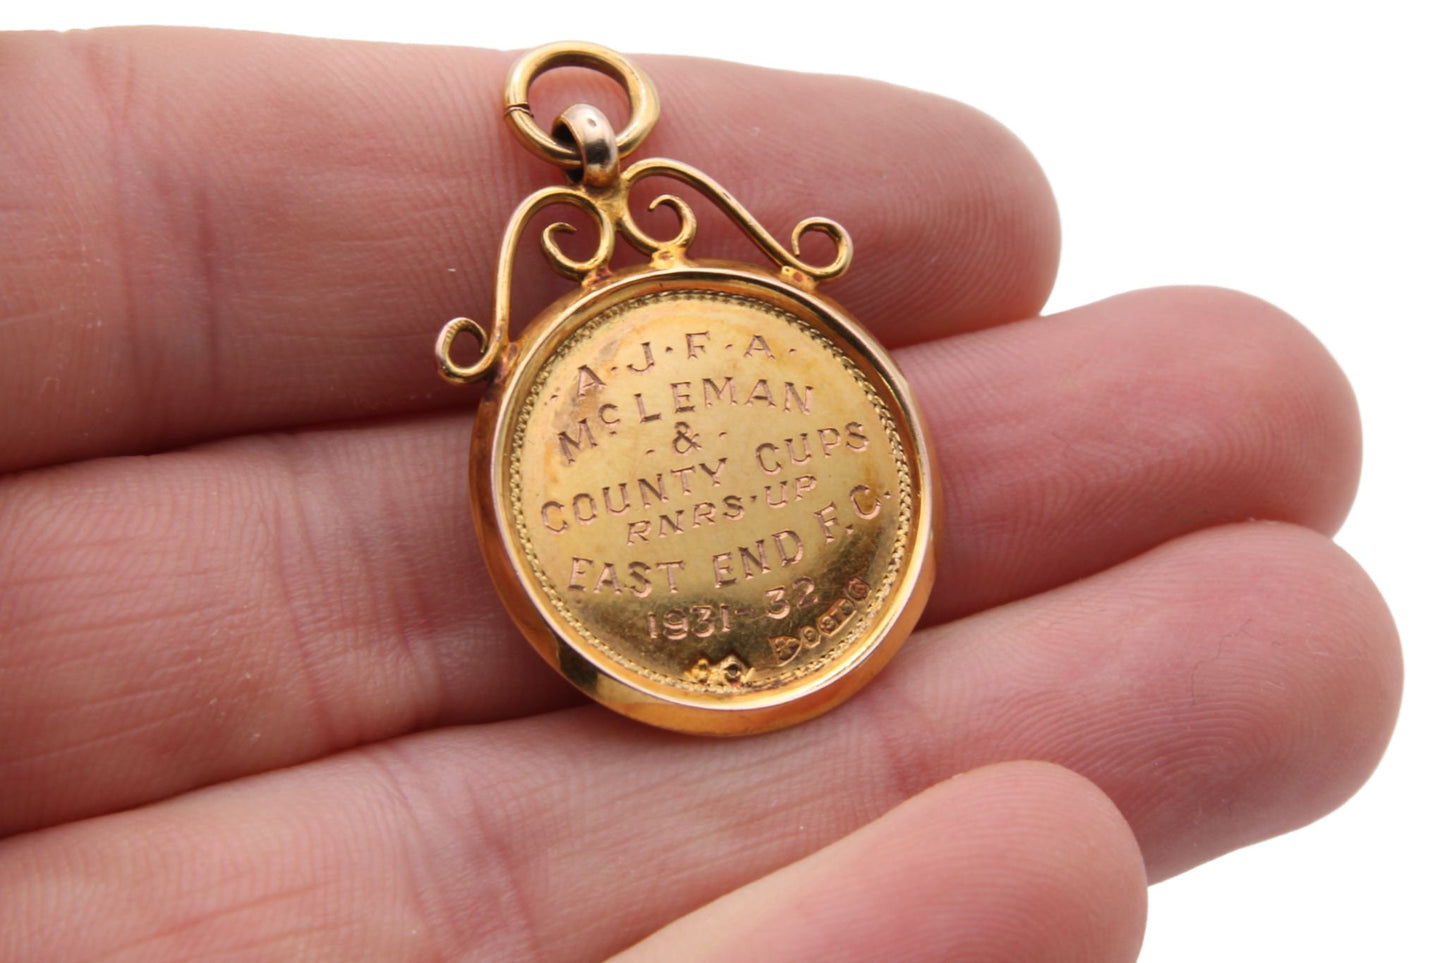 · A · J · F · A ·
McLEMAN
· & ·
COUNTY CUPS
RNRS'UP
EAST END F.C.
1931-32